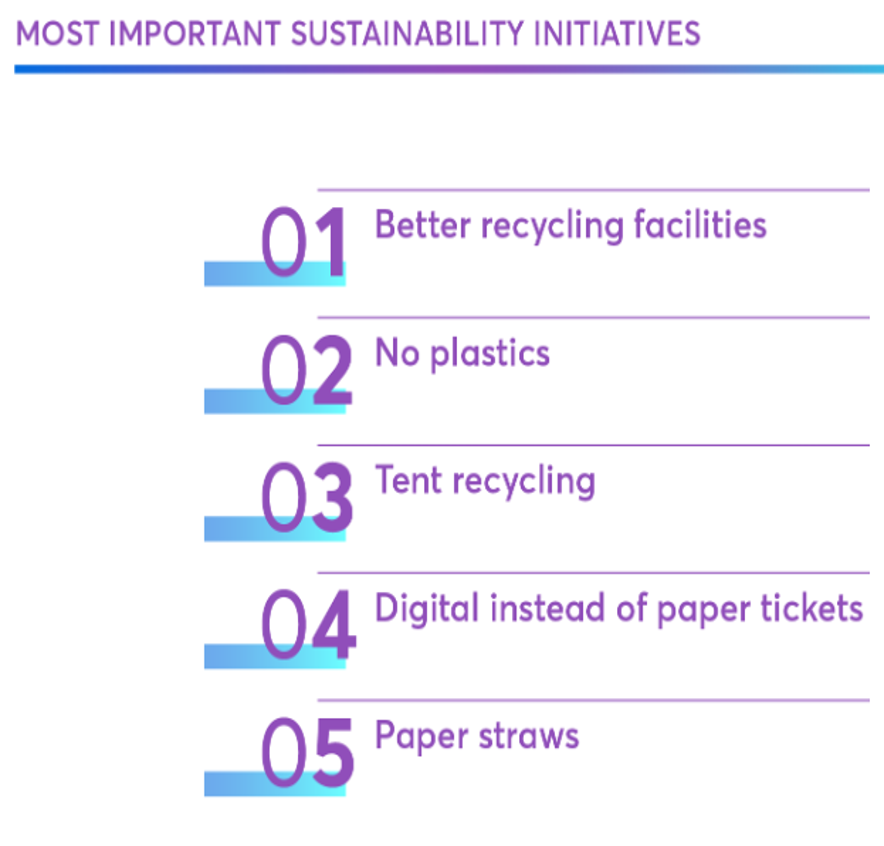 MOST IMPORTANT SUSTAINABILITY INITIATIVES
01 Better recycling facilities
02 No plastics
03 Tent recycling
04 Digital instead of paper tickets
05 Paper straws